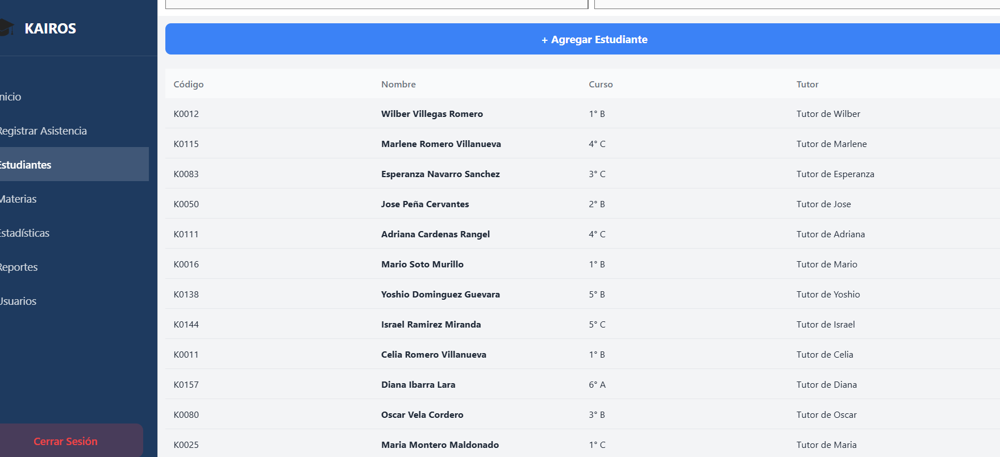 KAIROS
nicio
Registrar Asistencia
Estudiantes
Materias
Estadísticas
Reportes
Usuarios
Cerrar Sesión
+ Agregar Estudiante
Código Nombre Curso Tutor
K0012 Wilber Villegas Romero 1° B Tutor de Wilber
K0115 Marlene Romero Villanueva 4° C Tutor de Marlene
K0083 Esperanza Navarro Sanchez 3° C Tutor de Esperanza
K0050 Jose Peña Cervantes 2° B Tutor de Jose
K0111 Adriana Cardenas Rangel 4° C Tutor de Adriana
K0016 Mario Soto Murillo 1° B Tutor de Mario
K0138 Yoshio Dominguez Guevara 5° B Tutor de Yoshio
K0144 Israel Ramirez Miranda 5° C Tutor de Israel
K0011 Celia Romero Villanueva 1° B Tutor de Celia
K0157 Diana Ibarra Lara 6° A Tutor de Diana
K0080 Oscar Vela Cordero 3° B Tutor de Oscar
K0025 Maria Montero Maldonado 1° C Tutor de Maria